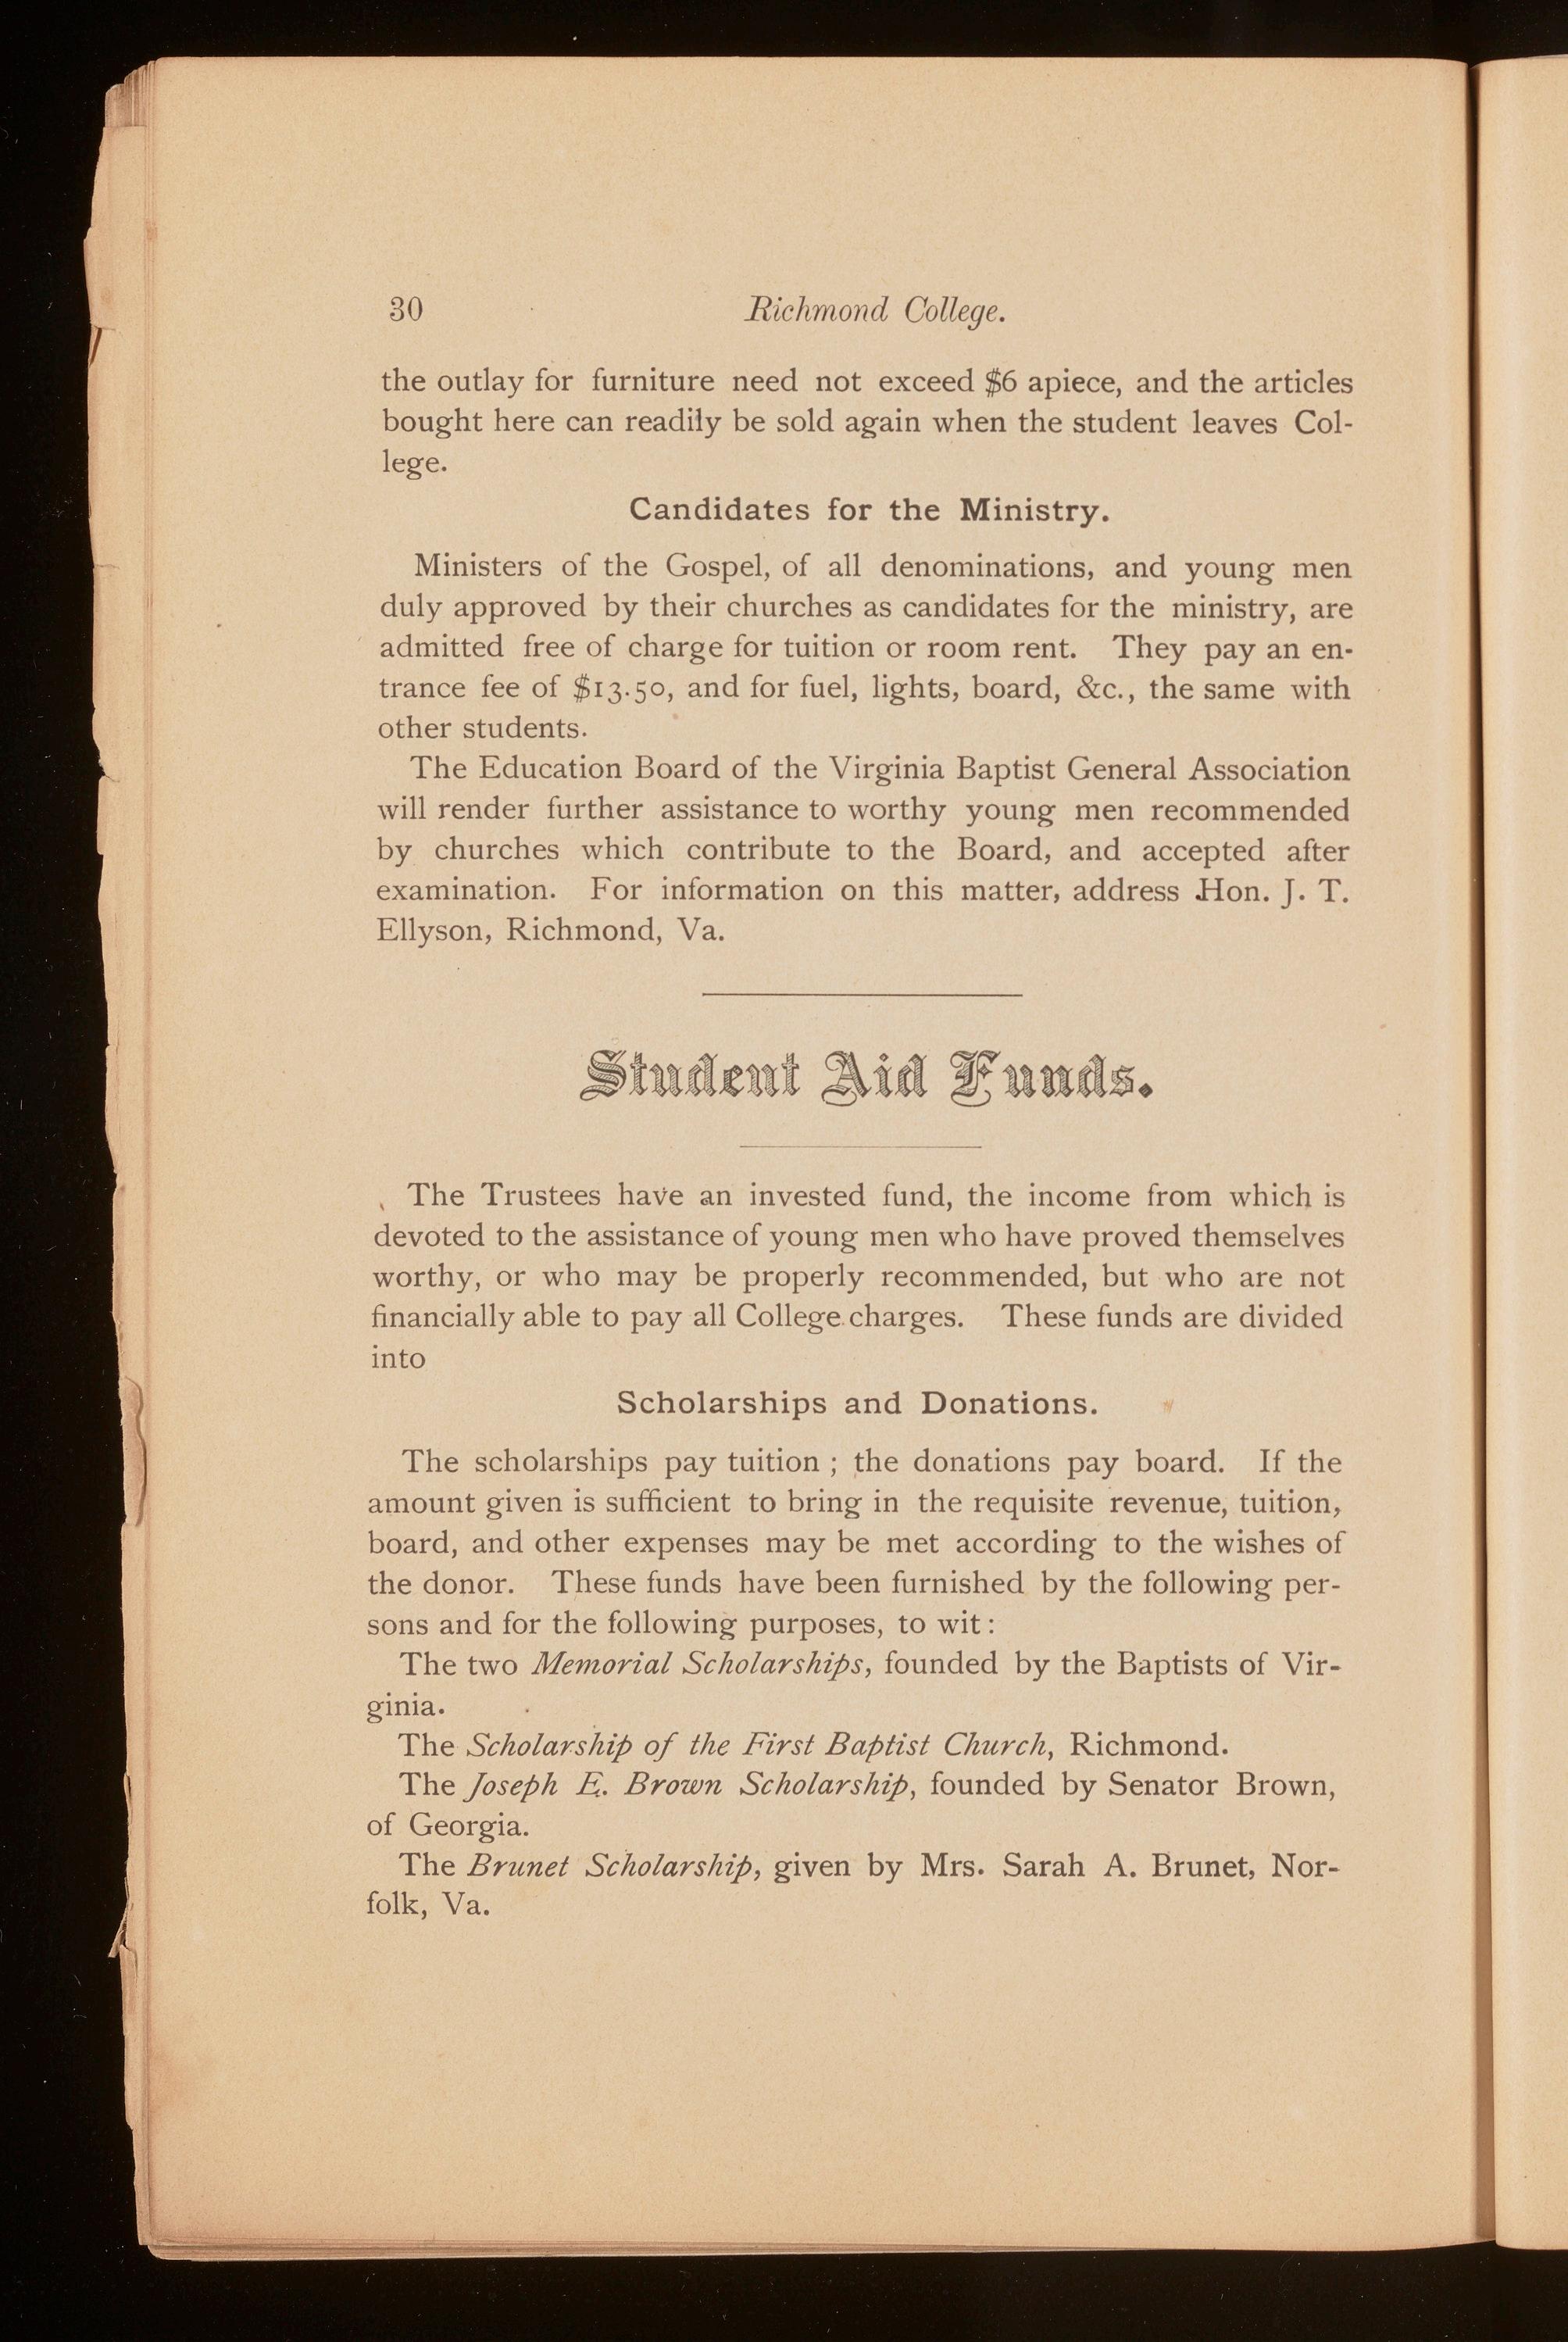 30 Richmond College.
the outlay for furniture need not exceed $6 apiece, and the articles
bought here can readily be sold again when the student leaves Col-
lege.
Candidates for the Ministry.
Ministers of the Gospel, of all denominations, and young men
duly approved by their churches as candidates for the ministry, are
admitted free of charge for tuition or room rent. They pay an en-
trance fee of $13.50, and for fuel, lights, board, &c., the same with
other students.
The Education Board of the Virginia Baptist General Association
will render further assistance to worthy young men recommended
by churches which contribute to the Board, and accepted after
examination. For information on this matter, address Hon. J. T.
Ellyson, Richmond, Va.
Student Aid Funds.
The Trustees have an invested fund, the income from which is
devoted to the assistance of young men who have proved themselves
worthy, or who may be properly recommended, but who are not
financially able to pay all College charges. These funds are divided
into
Scholarships and Donations.
The scholarships pay tuition ; the donations pay board. If the
amount given is sufficient to bring in the requisite revenue, tuition,
board, and other expenses may be met according to the wishes of
the donor. These funds have been furnished by the following per-
sons and for the following purposes, to wit :
The two Memorial Scholarships, founded by the Baptists of Vir-
ginia.
The Scholarship of the First Baptist Church, Richmond.
The Joseph E. Brown Scholarship, founded by Senator Brown,
of Georgia.
The Brunet Scholarship, given by Mrs. Sarah A. Brunet, Nor-
folk, Va.